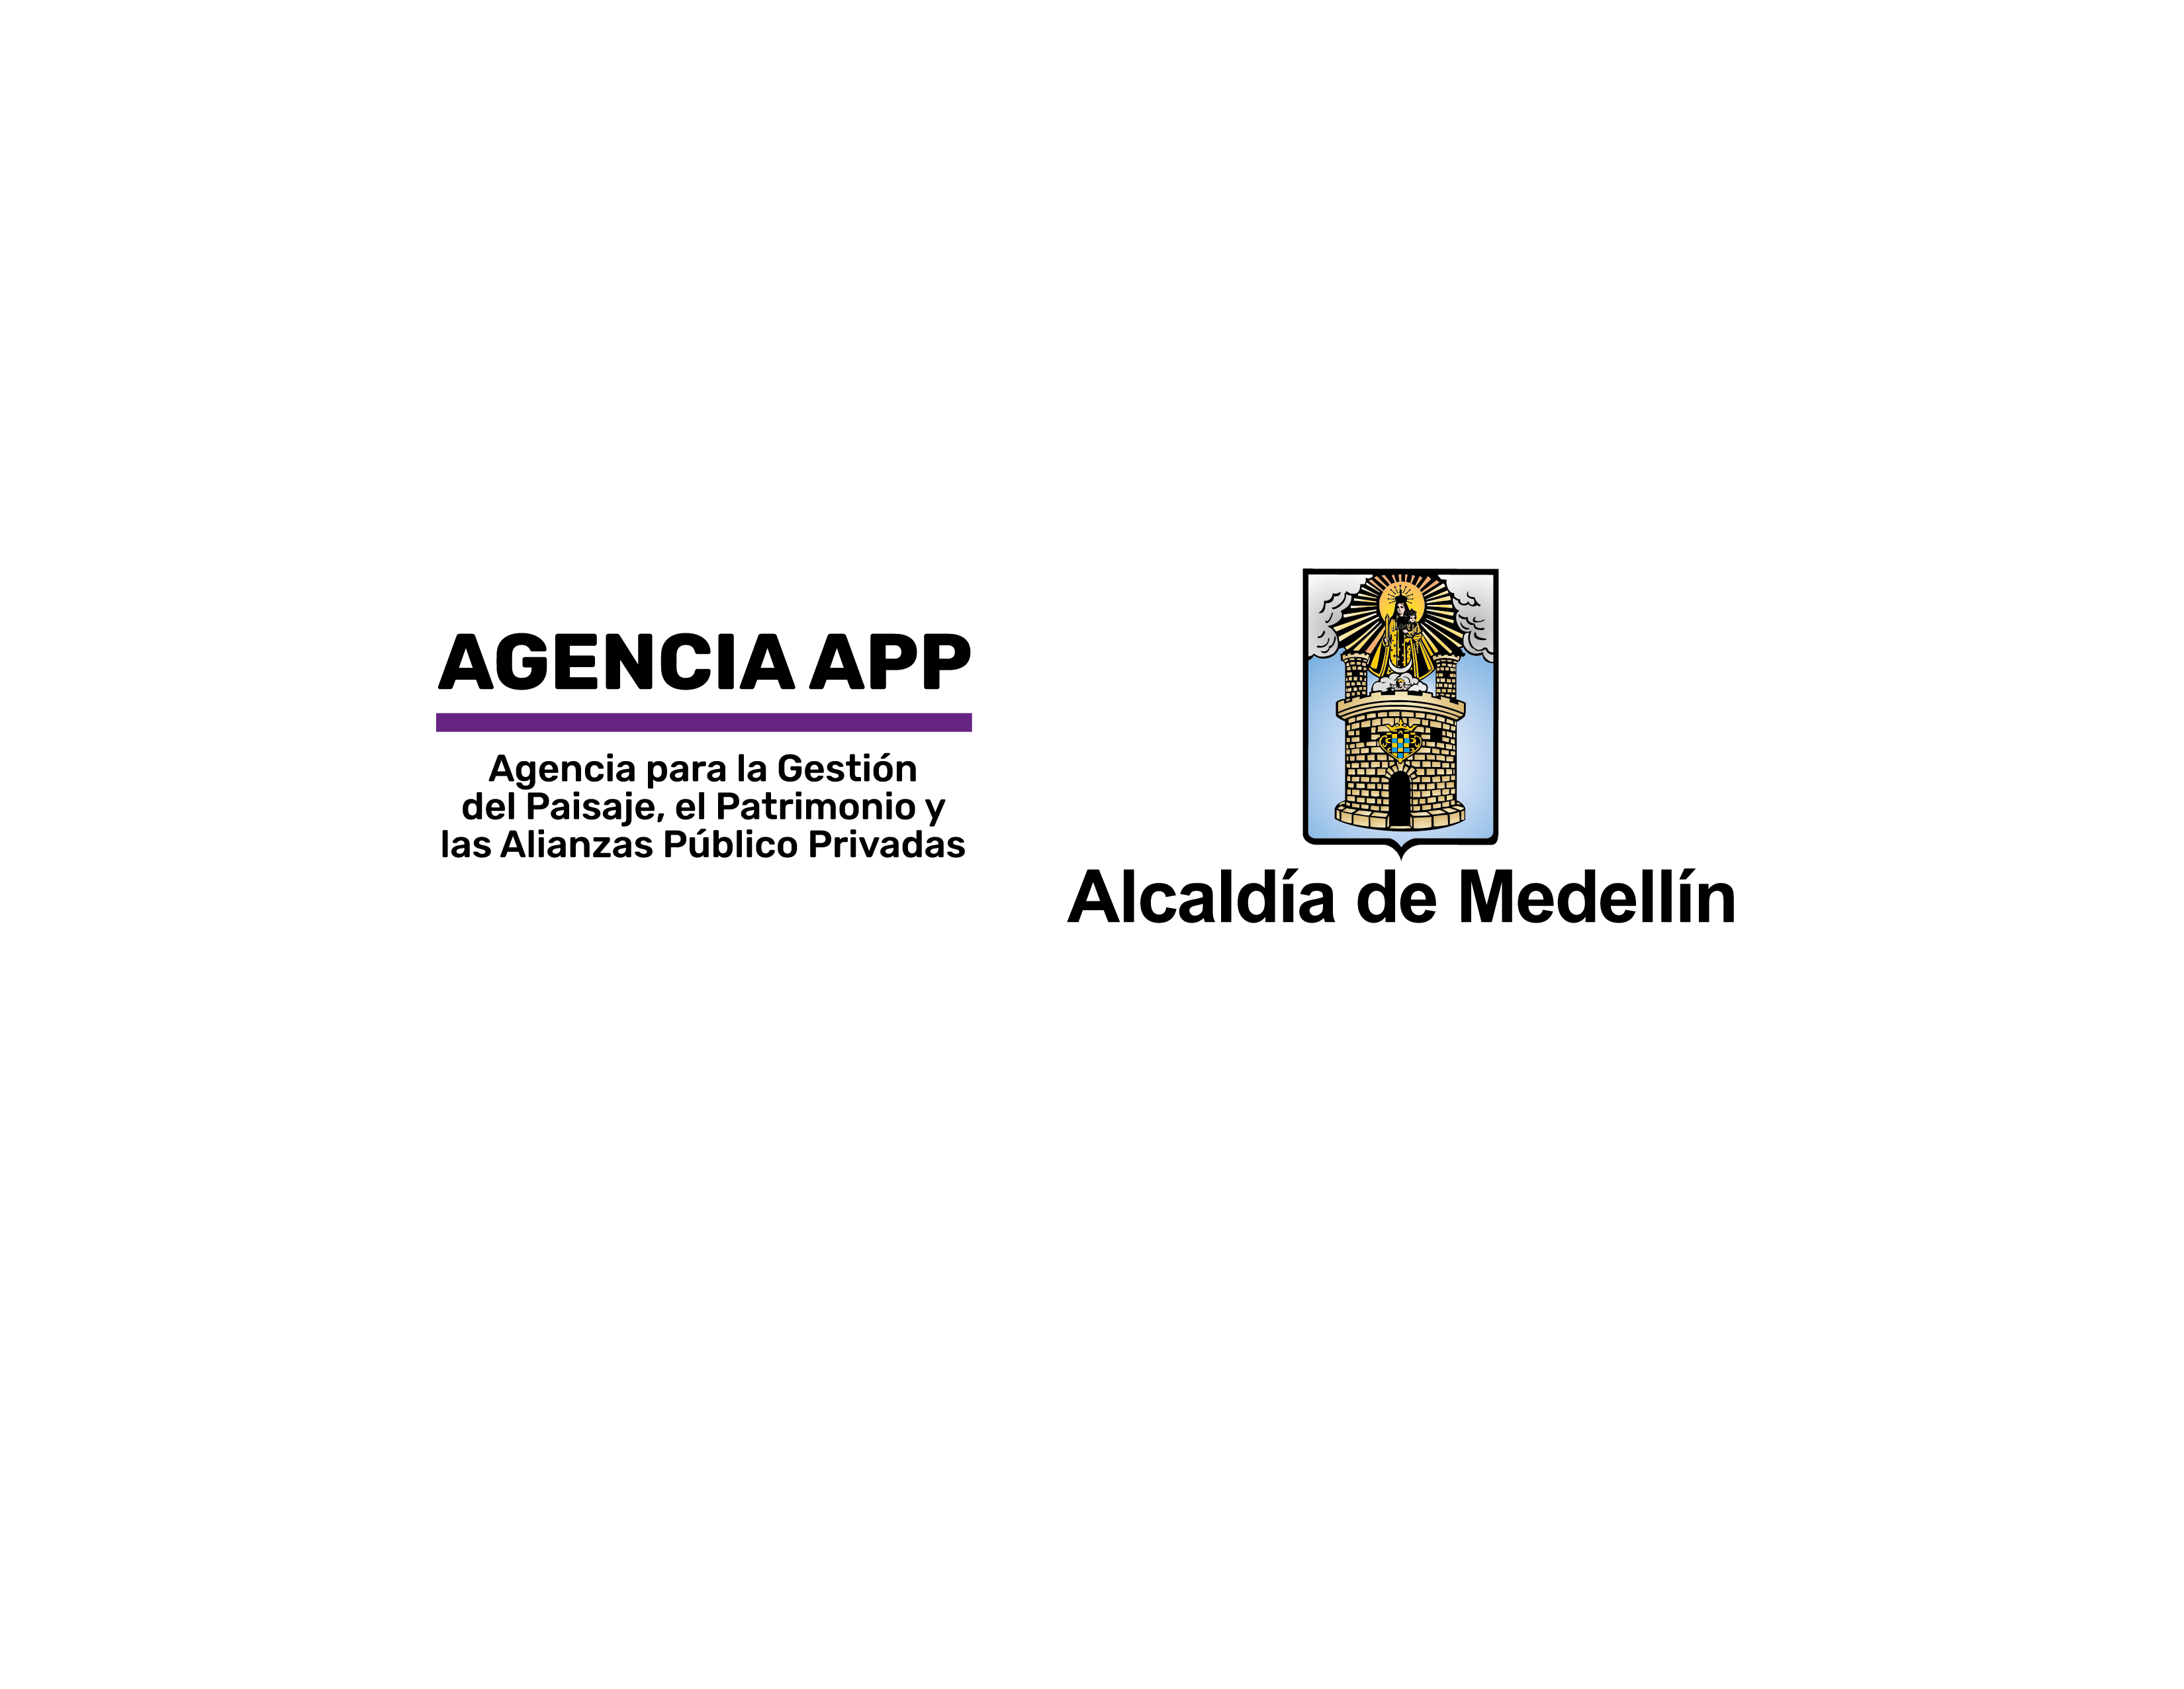 AGENCIA APP
Agencia para la Gestión
del Paisaje, el Patrimonio y
las Alianzas Público Privadas
Alcaldía de Medellín